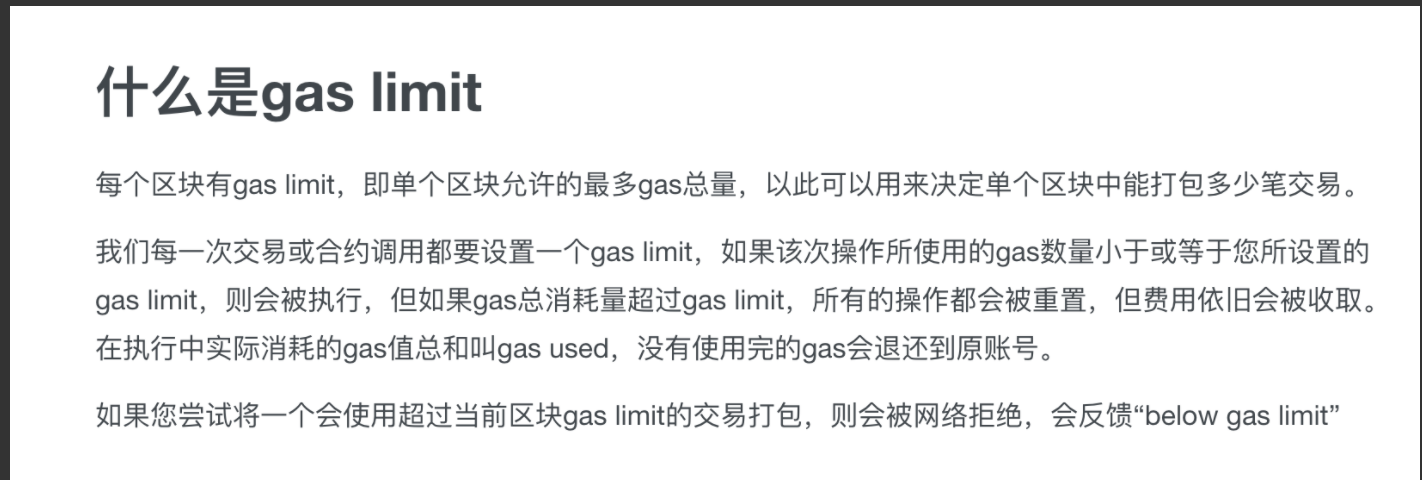 什么是gas limit
每个区块有gas limit，即单个区块允许的最多gas总量，以此可以用来决定单个区块中能打包多少笔交易。
我们每一次交易或合约调用都要设置一个gas limit，如果该次操作所使用的gas数量小于或等于您所设置的
gas limit，则会被执行，但如果gas总消耗量超过gas limit，所有的操作都会被重置，但费用依旧会被收取。
在执行中实际消耗的gas值总和叫gas used，没有使用完的gas会退还到原账号。
如果您尝试将一个会使用超过当前区块gas limit的交易打包，则会被网络拒绝，会反馈“below gas limit”